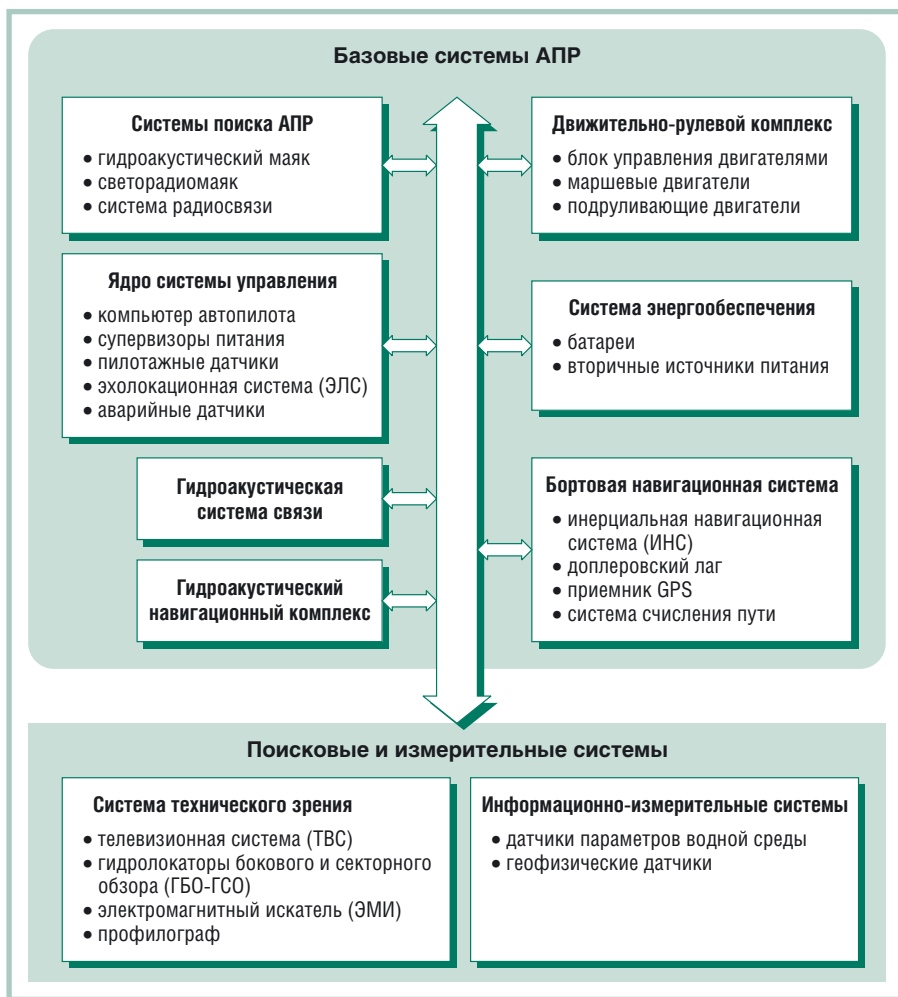 Базовые системы АПР
Системы поиска АПР
• гидроакустический маяк
• светорадиомаяк
• система радиосвязи
Движительно-рулевой комплекс
• блок управления двигателями
• маршевые двигатели
• подруливающие двигатели
Ядро системы управления
• компьютер автопилота
• супервизоры питания
• пилотажные датчики
• эхолокационная система (ЭЛС)
• аварийные датчики
Система энергообеспечения
• батареи
• вторичные источники питания
Гидроакустическая
система связи
Гидроакустический
навигационный комплекс
Бортовая навигационная система
• инерциальная навигационная
система (ИНС)
• доплеровский лаг
• приемник GPS
• система счисления пути
Поисковые и измерительные системы
Система технического зрения
• телевизионная система (ТВС)
• гидролокаторы бокового и секторного
обзора (ГБО-ГСО)
• электромагнитный искатель (ЭМИ)
• профилограф
Информационно-измерительные системы
• датчики параметров водной среды
• геофизические датчики